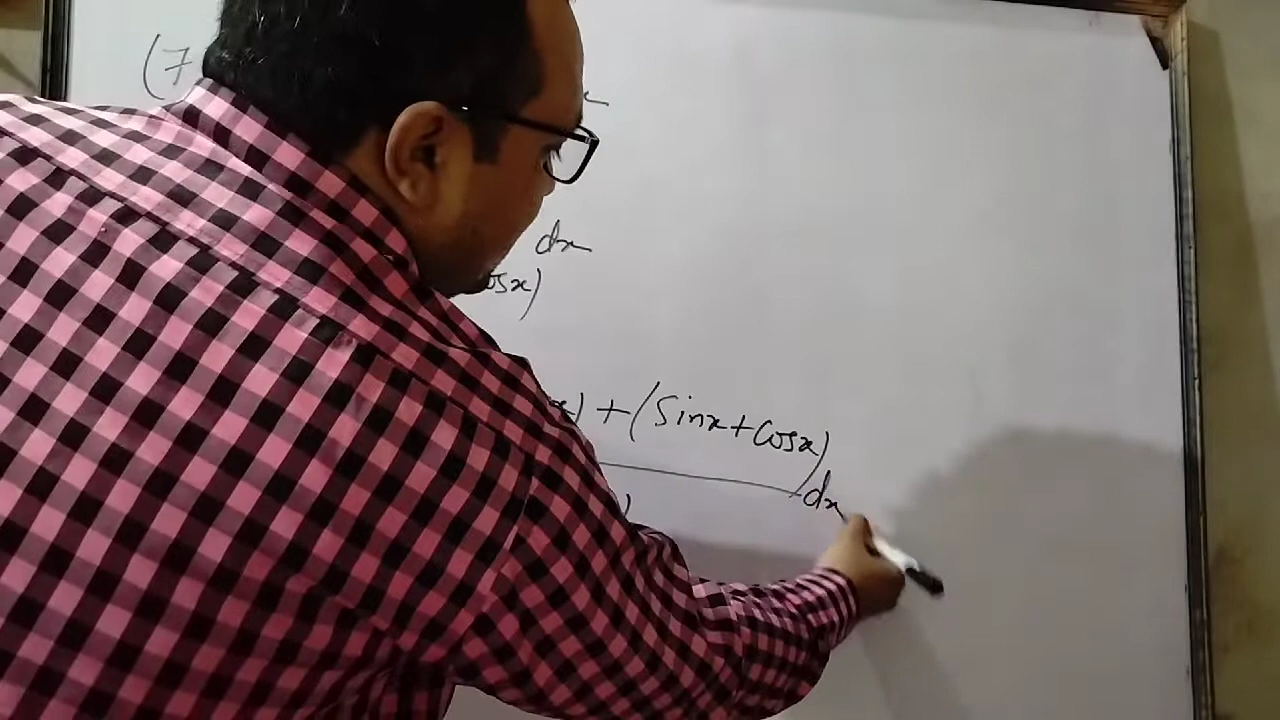 (7
dx
osx)
x) + (Sinx + Cosx)
dx
)